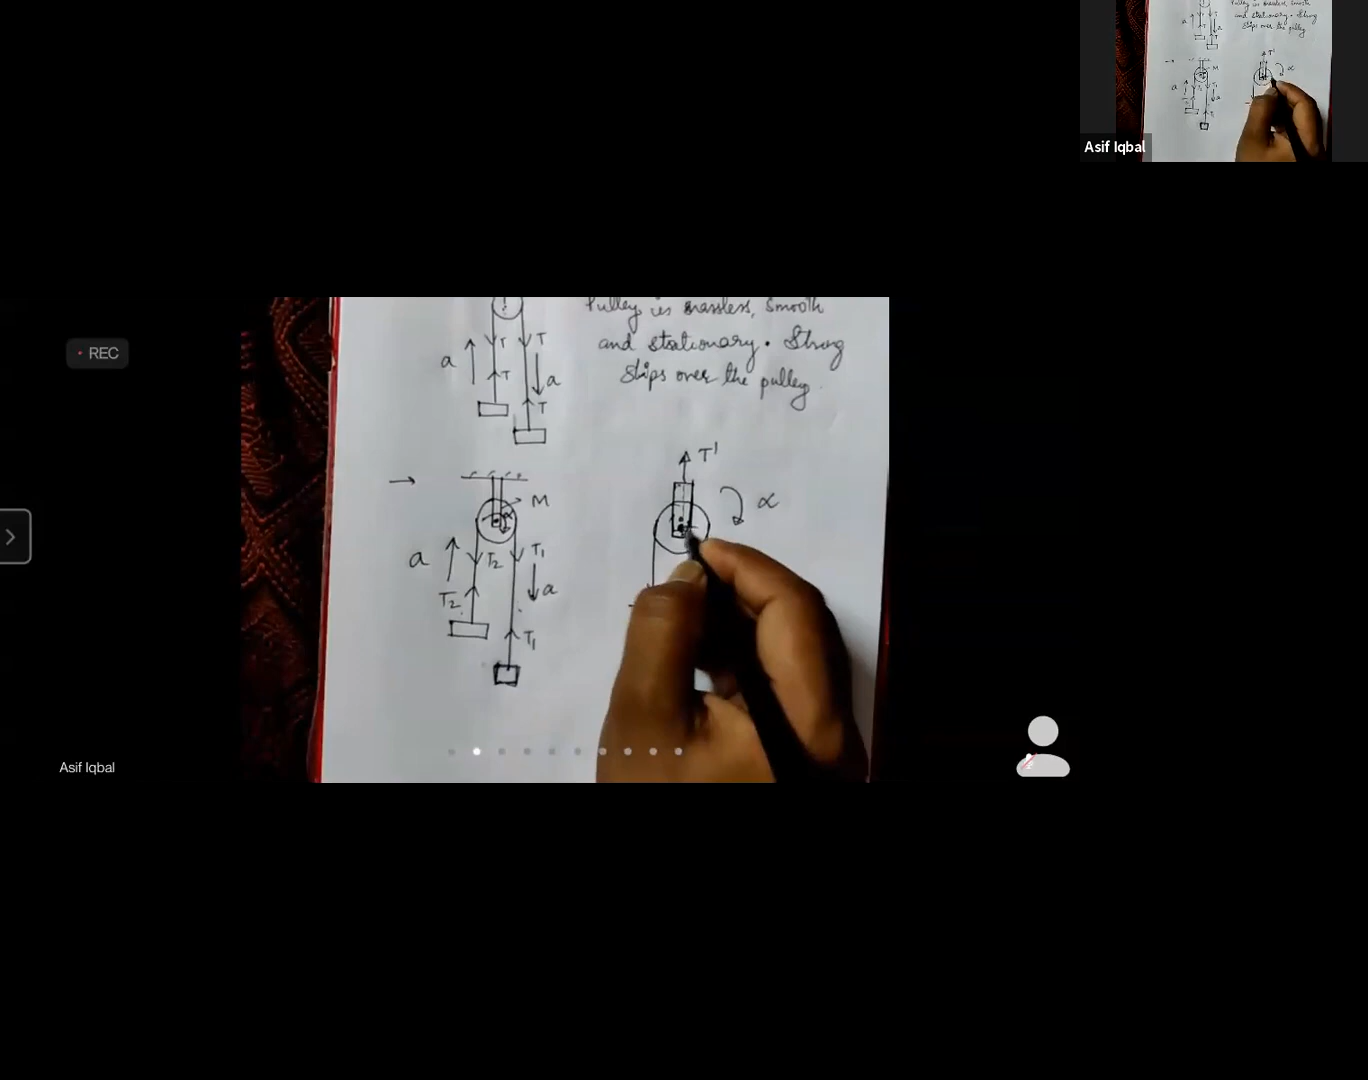 Asif Iqbal
REC
Pulley is massless, smooth
and stationary. String
slips over the pulley.
a
T
T
T
a
T
T'
M
α
a
T2
T1
a
T2
T1
Asif Iqbal